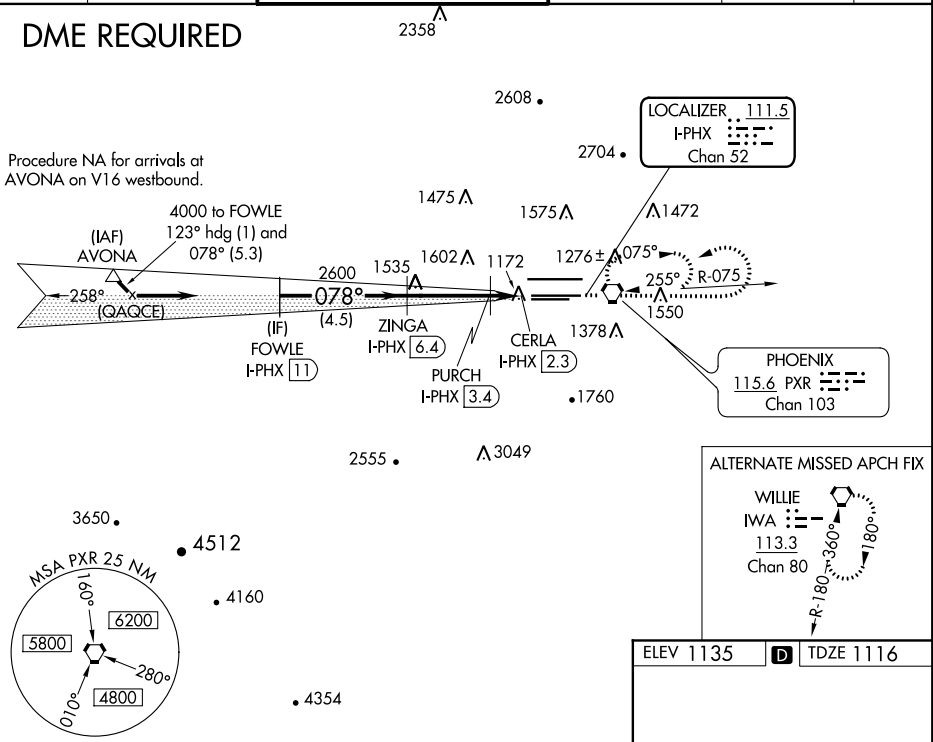 DME REQUIRED
2358
2608
LOCALIZER 111.5
I-PHX
Chan 52
2704
Procedure NA for arrivals at
AVONA on V16 westbound.
4000 to FOWLE
123° hdg (1) and
078° (5.3)
1475
1575
1472
(IAF)
AVONA
1602
1172
1276±
075°
1535
2600
258°
078°
255°
R-075
(QAQCE)
(4.5)
1550
(IF)
FOWLE
I-PHX 11
ZINGA
I-PHX 6.4
CERLA
I-PHX 2.3
1378
PURCH
I-PHX 3.4
PHOENIX
115.6 PXR
Chan 103
1760
2555
3049
ALTERNATE MISSED APCH FIX
WILLIE
IWA
113.3
Chan 80
360°
180°
R-180
3650
4512
4160
MSA PXR 25 NM
160°
6200
5800
280°
4800
010°
4354
ELEV 1135
D
TDZE 1116